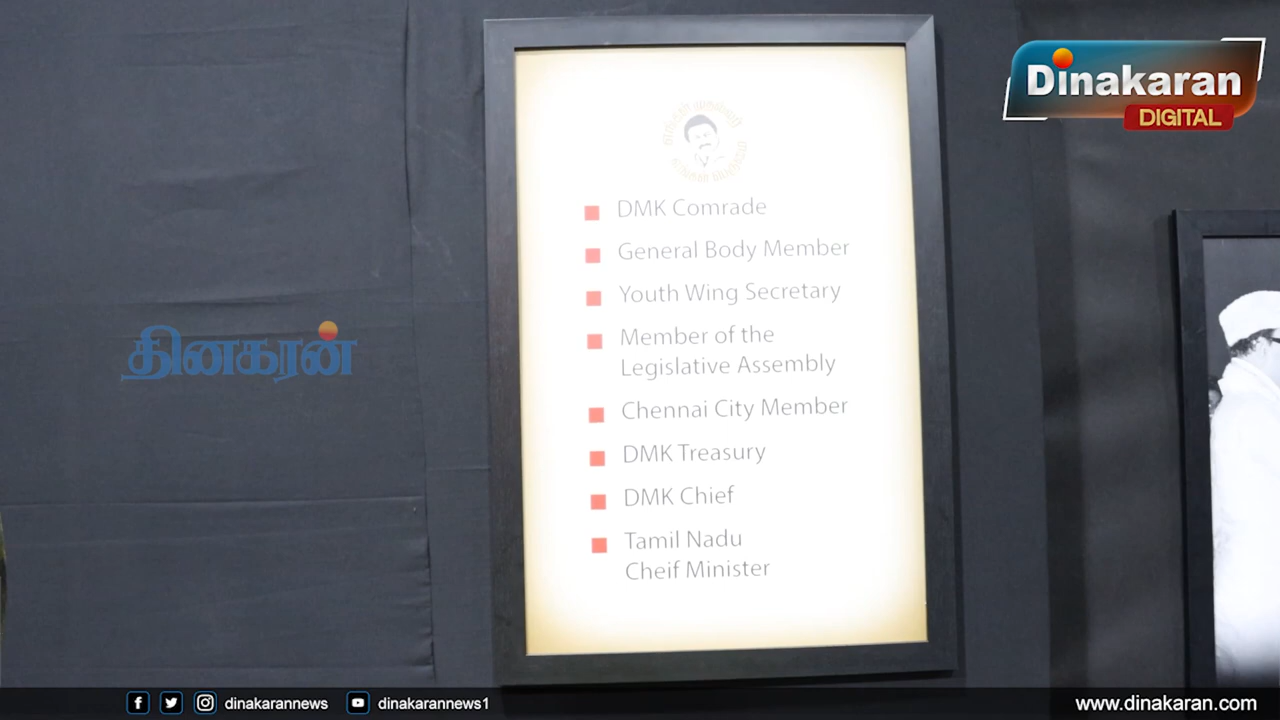 Dinakaran
DIGITAL
DMK Comrade
General Body Member
Youth Wing Secretary
Member of the
Legislative Assembly
Chennai City Member
DMK Treasury
DMK Chief
Tamil Nadu
Cheif Minister
தினகரன்
dinakarannews
dinakarannews1
www.dinakaran.com